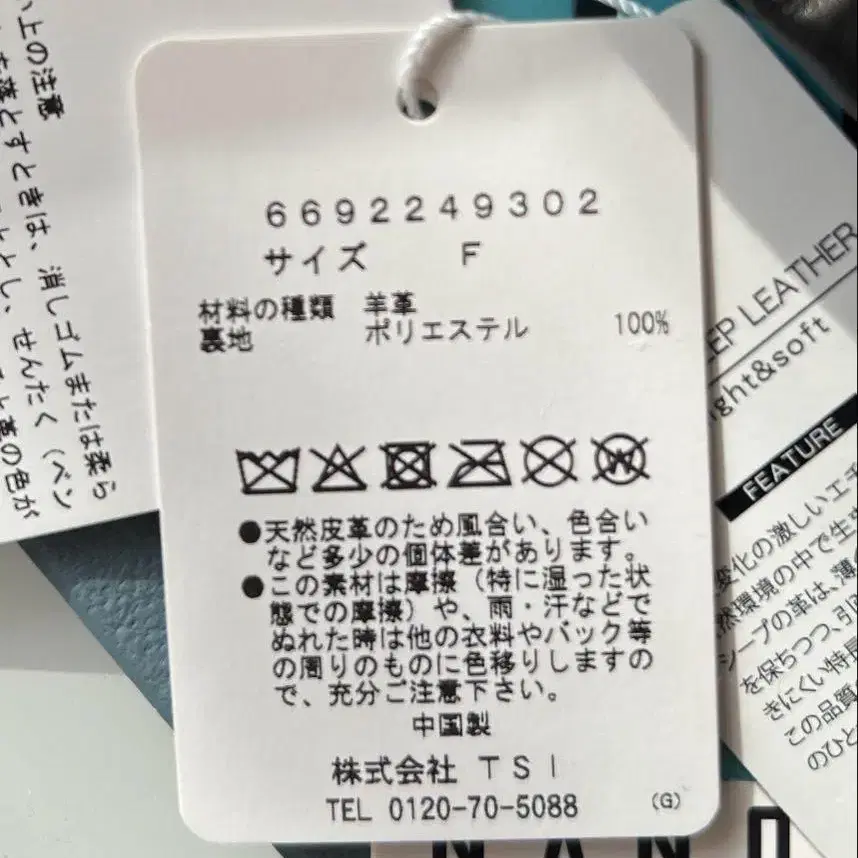 6692249302
サイズ F
材料の種類 羊革
裏地 ポリエステル 100%
●天然皮革のため風合い、色合い
など多少の個体差があります。
●この素材は摩擦（特に湿った状
態での摩擦）や、雨・汗などで
ぬれた時は他の衣料やバック等
の周りのものに色移りしますの
で、充分ご注意下さい。
中国製
株式会社 TSI
TEL 0120-70-5088 (G)
上の注意
落とすときは、消しゴムまたは柔ら
とし、せんたく（ベン
革の色が
LEATHER
&soft
FEATURE
変化の激しい
然環境の中で生
シープの革は、薄
を保ちつつ、引
きにくい特長
この品質
のひと
NANO